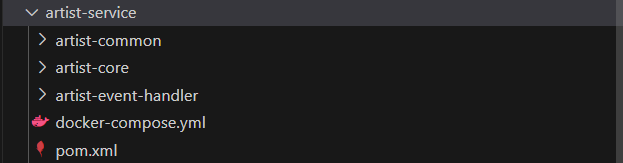 artist-service
artist-common
artist-core
artist-event-handler
docker-compose.yml
pom.xml